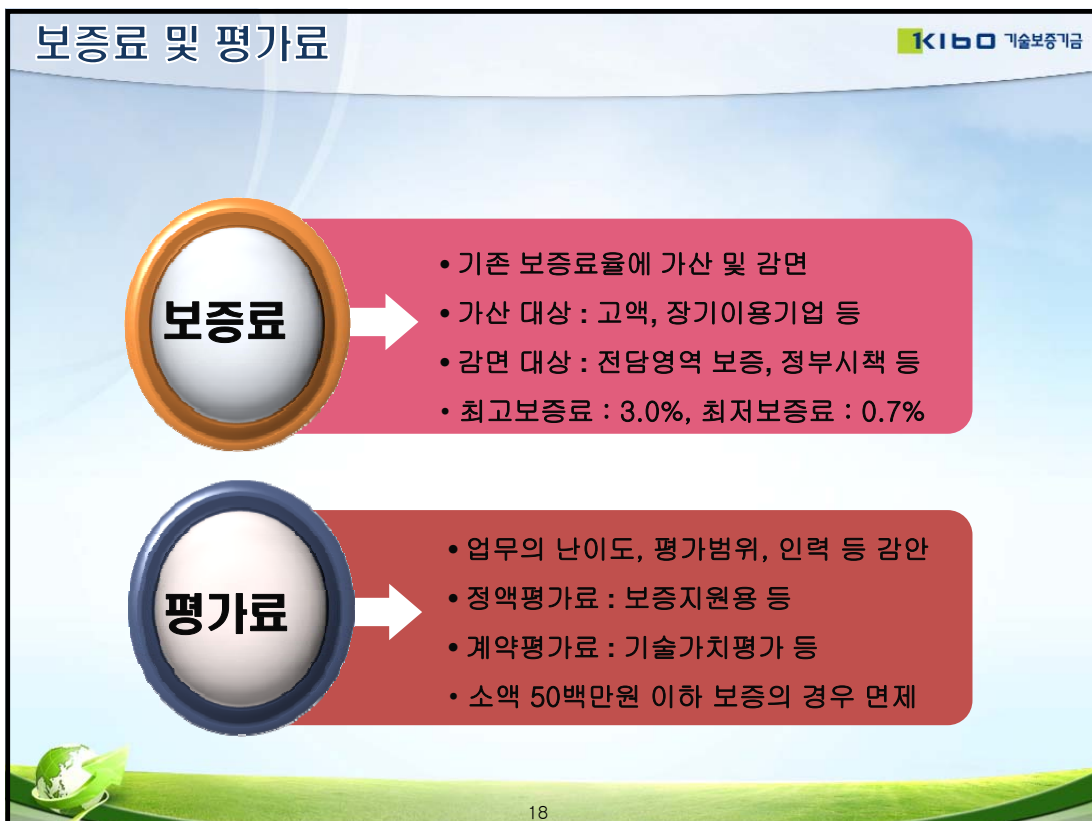 보증료 및 평가료
KIBO 기술보증기금
보증료
• 기존 보증료율에 가산 및 감면
• 가산 대상 : 고액, 장기이용기업 등
• 감면 대상 : 전담영역 보증, 정부시책 등
• 최고보증료 : 3.0%, 최저보증료 : 0.7%
평가료
• 업무의 난이도, 평가범위, 인력 등 감안
• 정액평가료 : 보증지원용 등
• 계약평가료 : 기술가치평가 등
• 소액 50백만원 이하 보증의 경우 면제
18